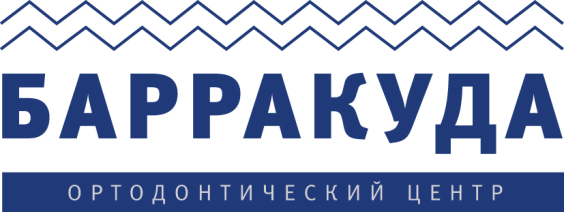 БАРРАКУДА
ОРТОДОНТИЧЕСКИЙ ЦЕНТР